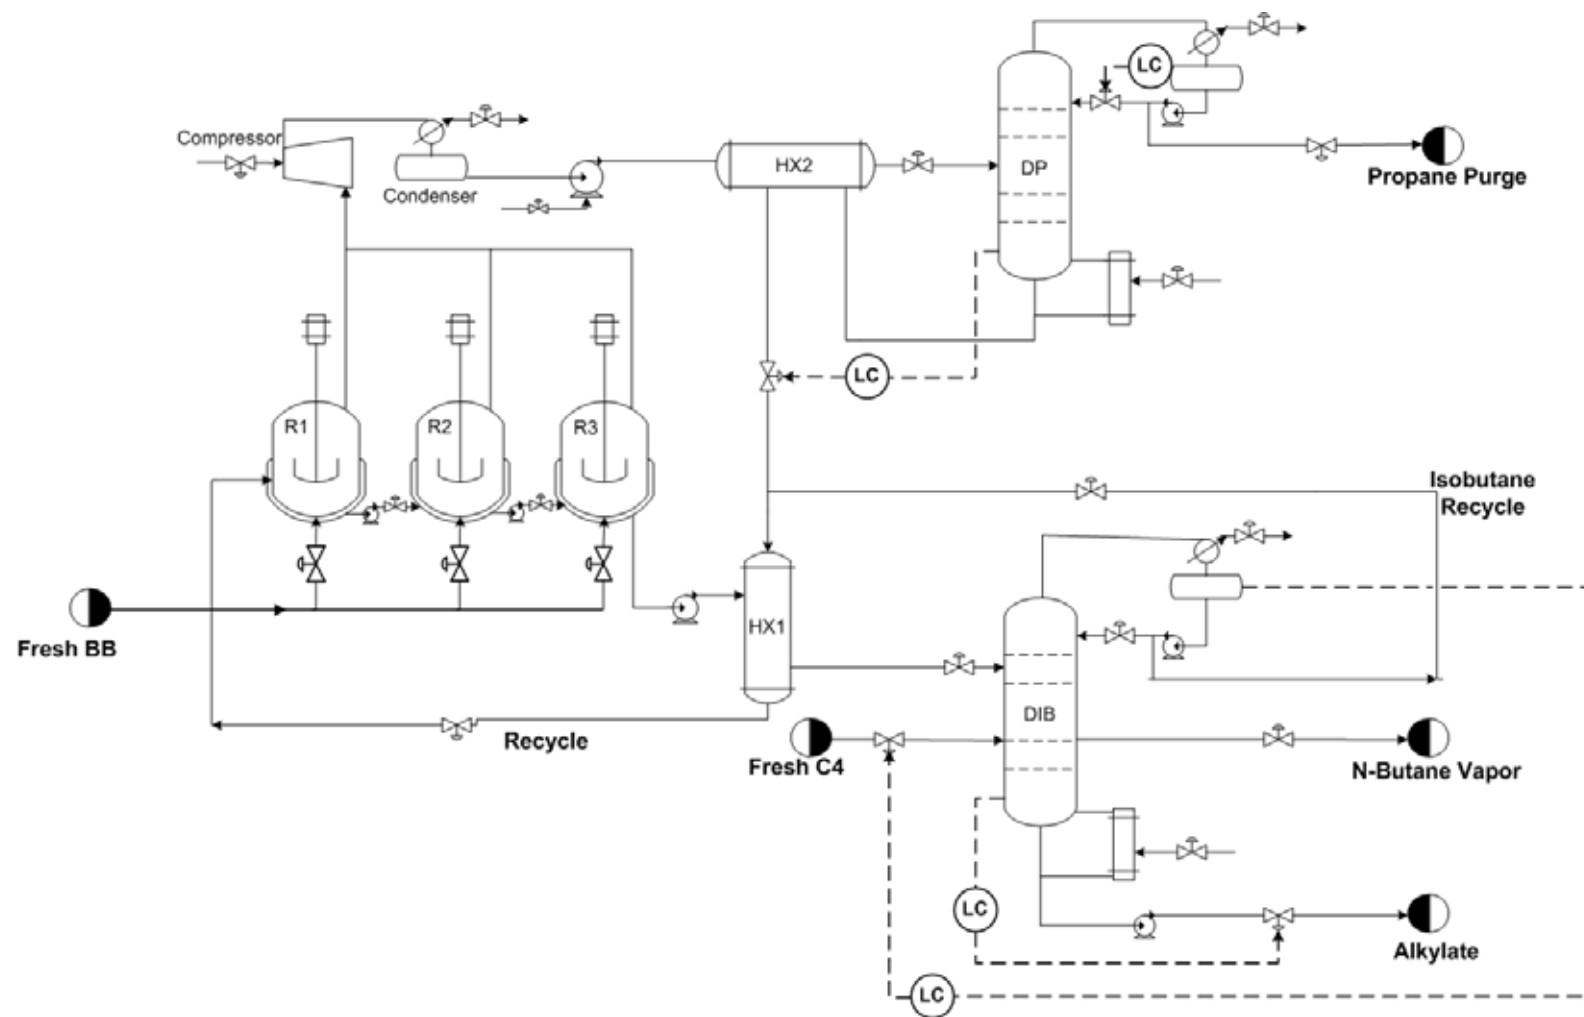 LC
Compressor
HX2
DP
Condenser
Propane Purge
LC
R1
R2
R3
Isobutane
Recycle
Fresh BB
HX1
DIB
Recycle
Fresh C4
N-Butane Vapor
LC
Alkylate
LC